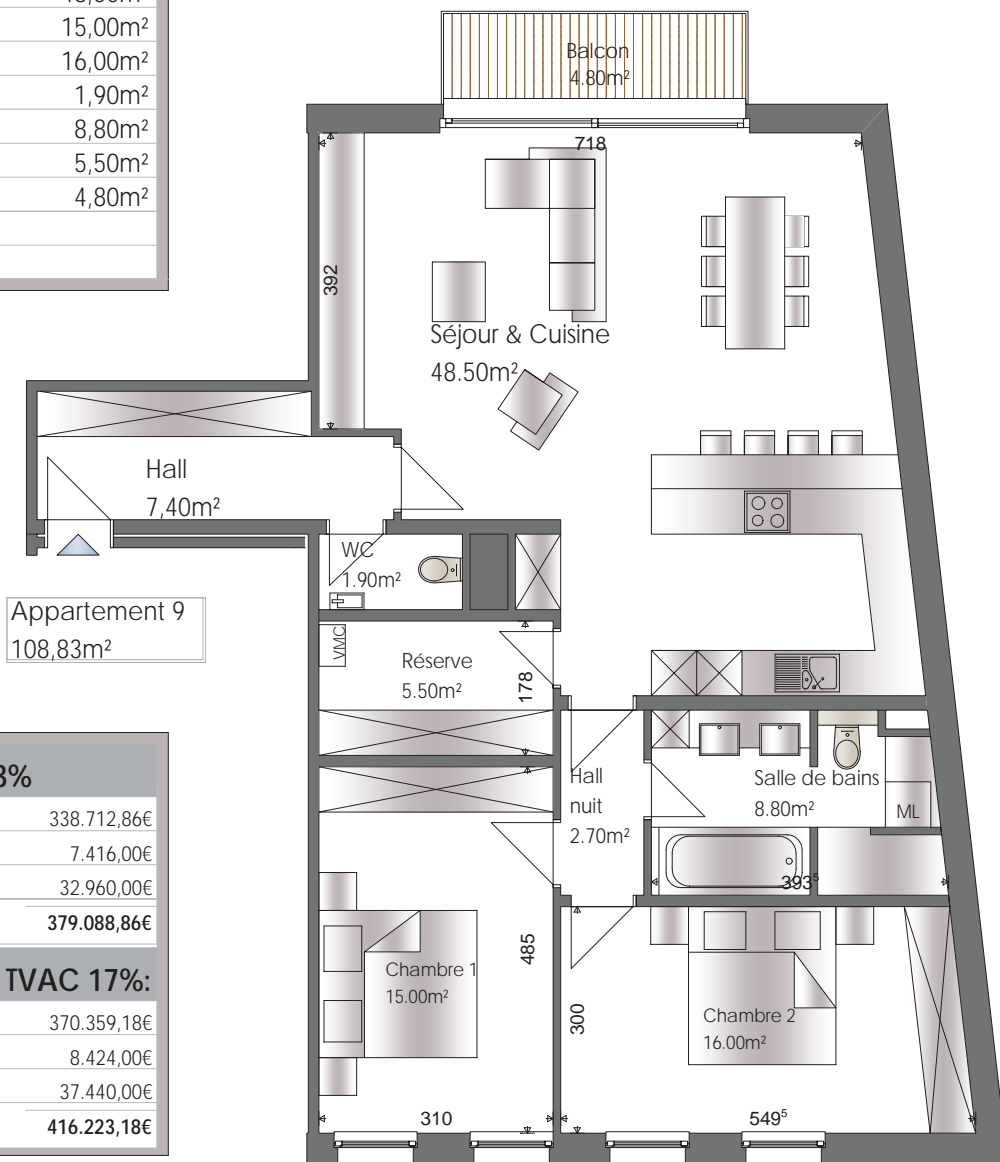 15,00m²
16,00m²
1,90m²
8,80m²
5,50m²
4,80m²
Balcon
4.80m²
718
392
Séjour & Cuisine
48.50m²
Hall
7,40m²
WC
1.90m²
Appartement 9
108,83m²
VMC
Réserve
5.50m²
178
Hall
nuit
2.70m²
Salle de bains
8.80m²
ML
393⁵
3%
338.712,86€
7.416,00€
32.960,00€
379.088,86€
TVAC 17%:
370.359,18€
8.424,00€
37.440,00€
416.223,18€
485
Chambre 1
15.00m²
300
Chambre 2
16.00m²
310
549⁵